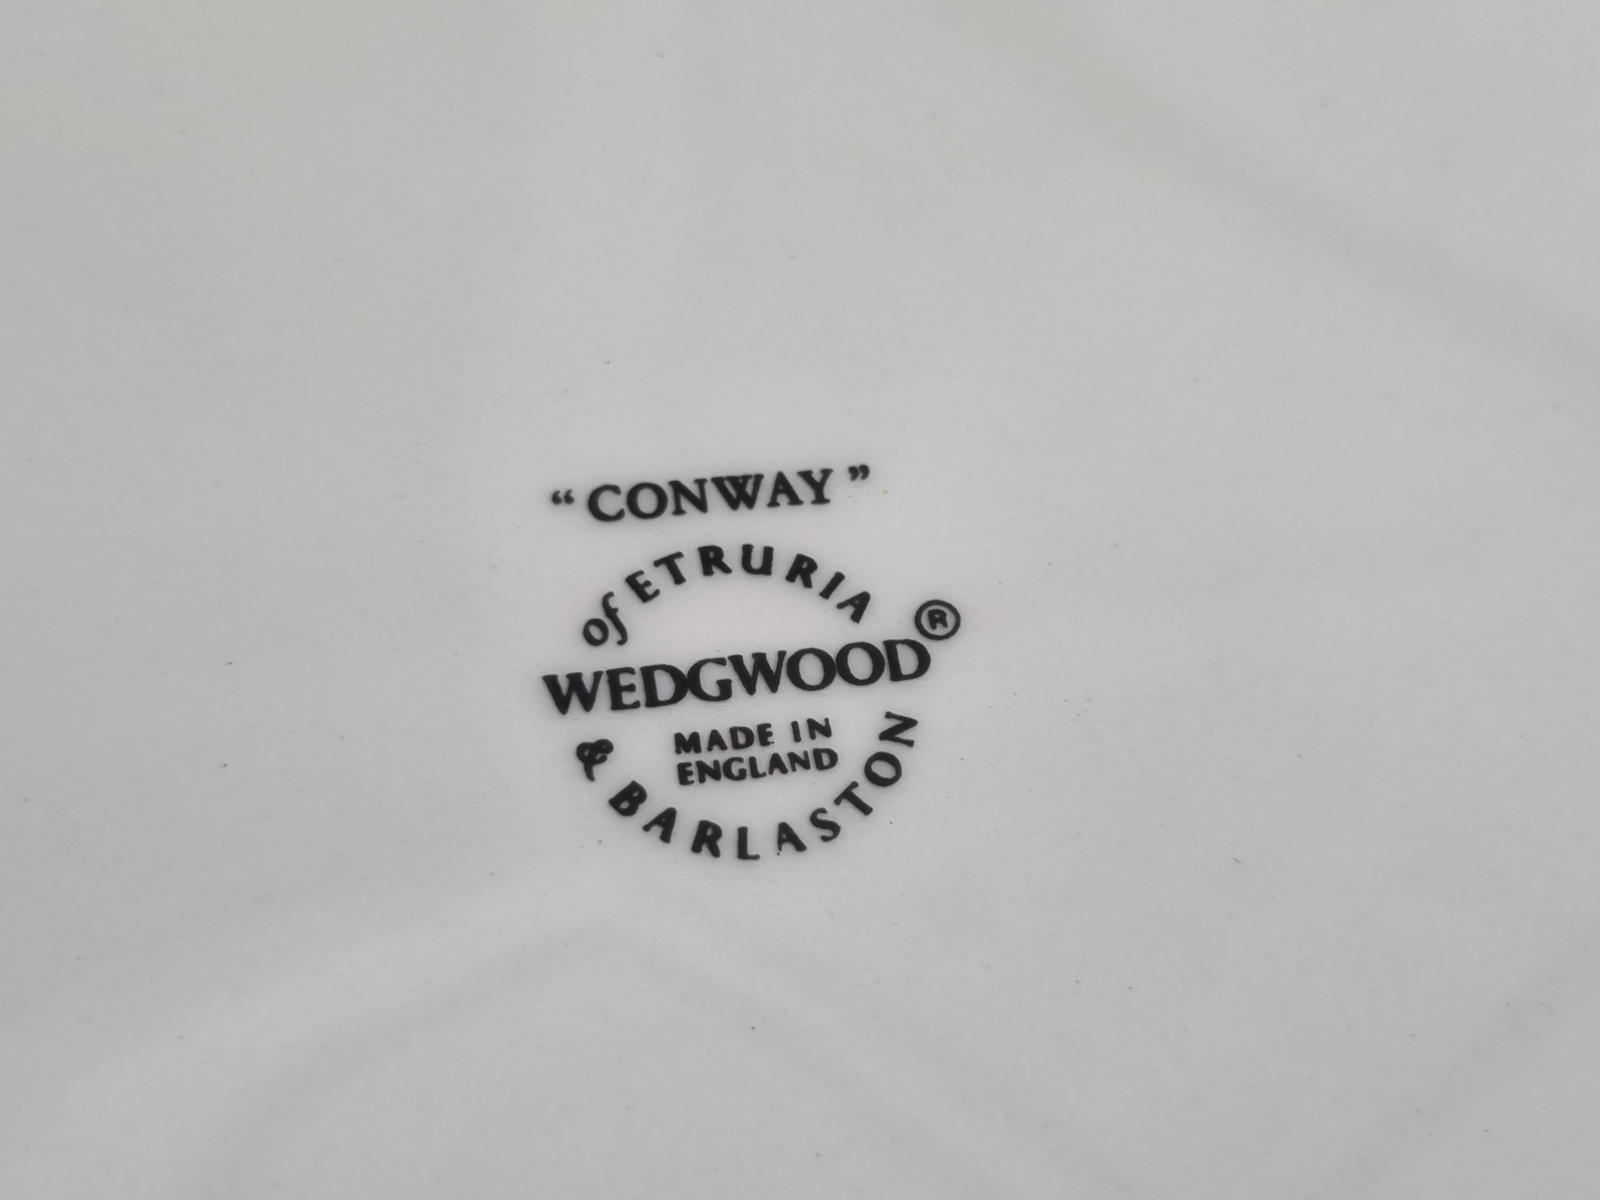 “CONWAY”
of ETRURIA
WEDGWOOD®
MADE IN
ENGLAND
& BARLASTON